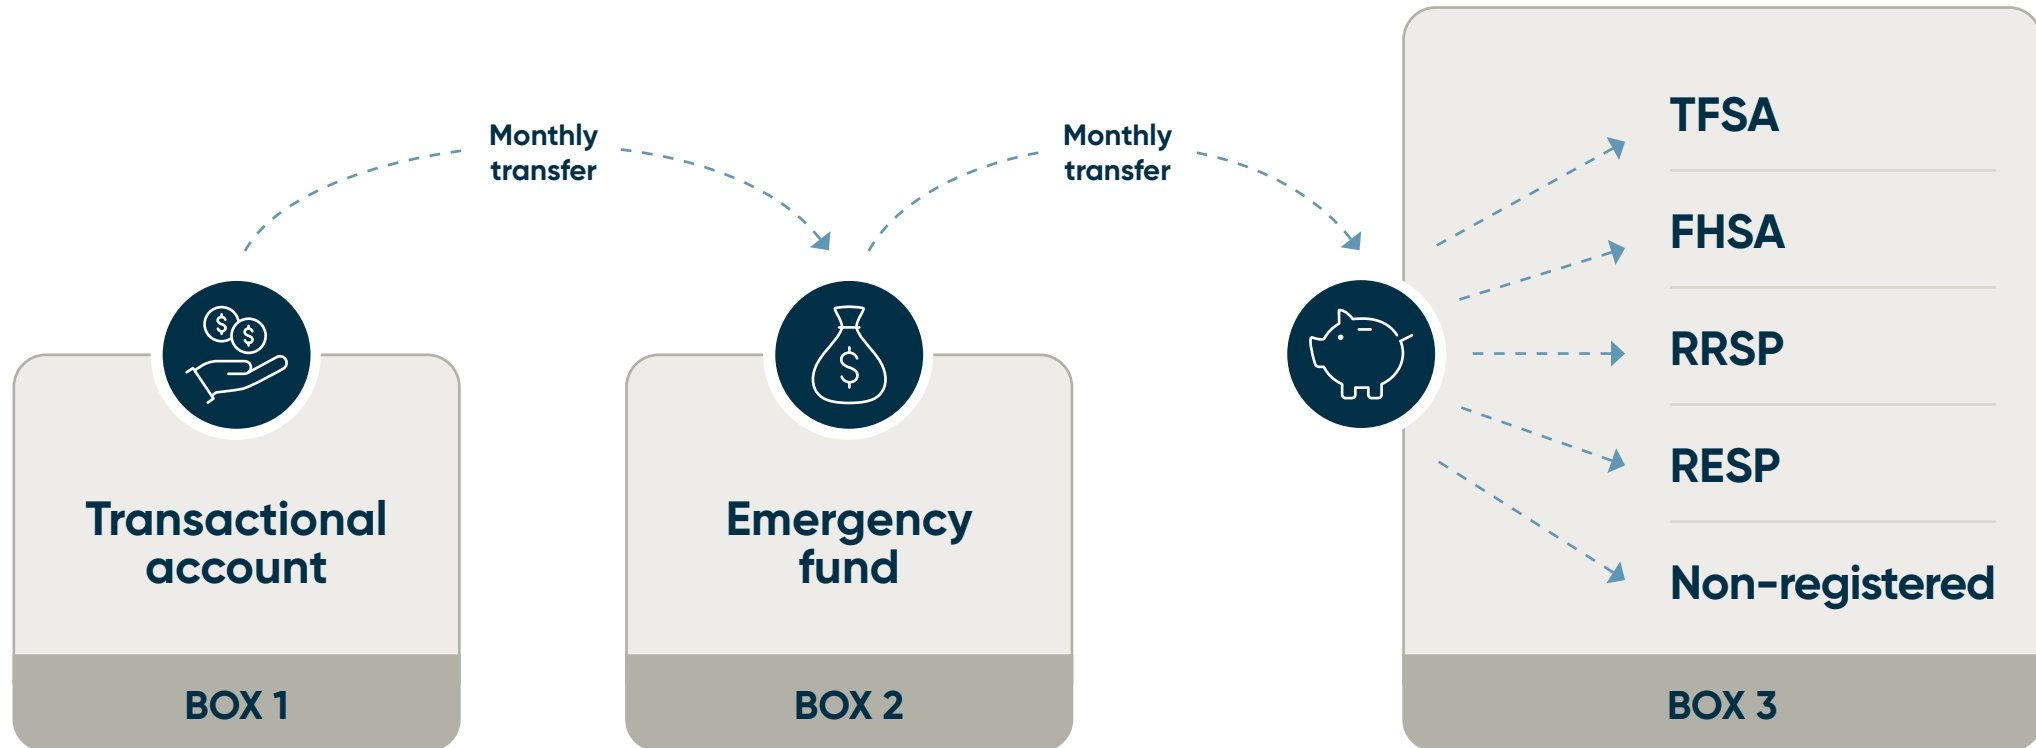 Monthly
transfer
Monthly
transfer
$
$
$
Transactional
account
BOX 1
Emergency
fund
BOX 2
TFSA
FHSA
RRSP
RESP
Non-registered
BOX 3